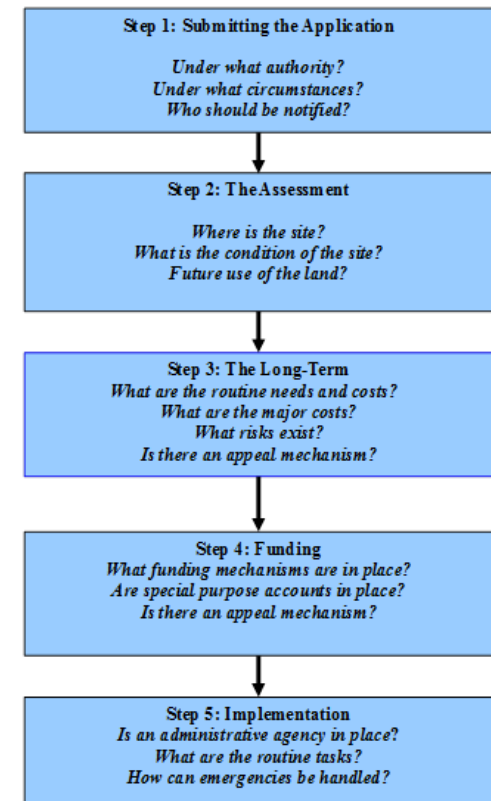 Step 1: Submitting the Application
Under what authority?
Under what circumstances?
Who should be notified?
Step 2: The Assessment
Where is the site?
What is the condition of the site?
Future use of the land?
Step 3: The Long-Term
What are the routine needs and costs?
What are the major costs?
What risks exist?
Is there an appeal mechanism?
Step 4: Funding
What funding mechanisms are in place?
Are special purpose accounts in place?
Is there an appeal mechanism?
Step 5: Implementation
Is an administrative agency in place?
What are the routine tasks?
How can emergencies be handled?